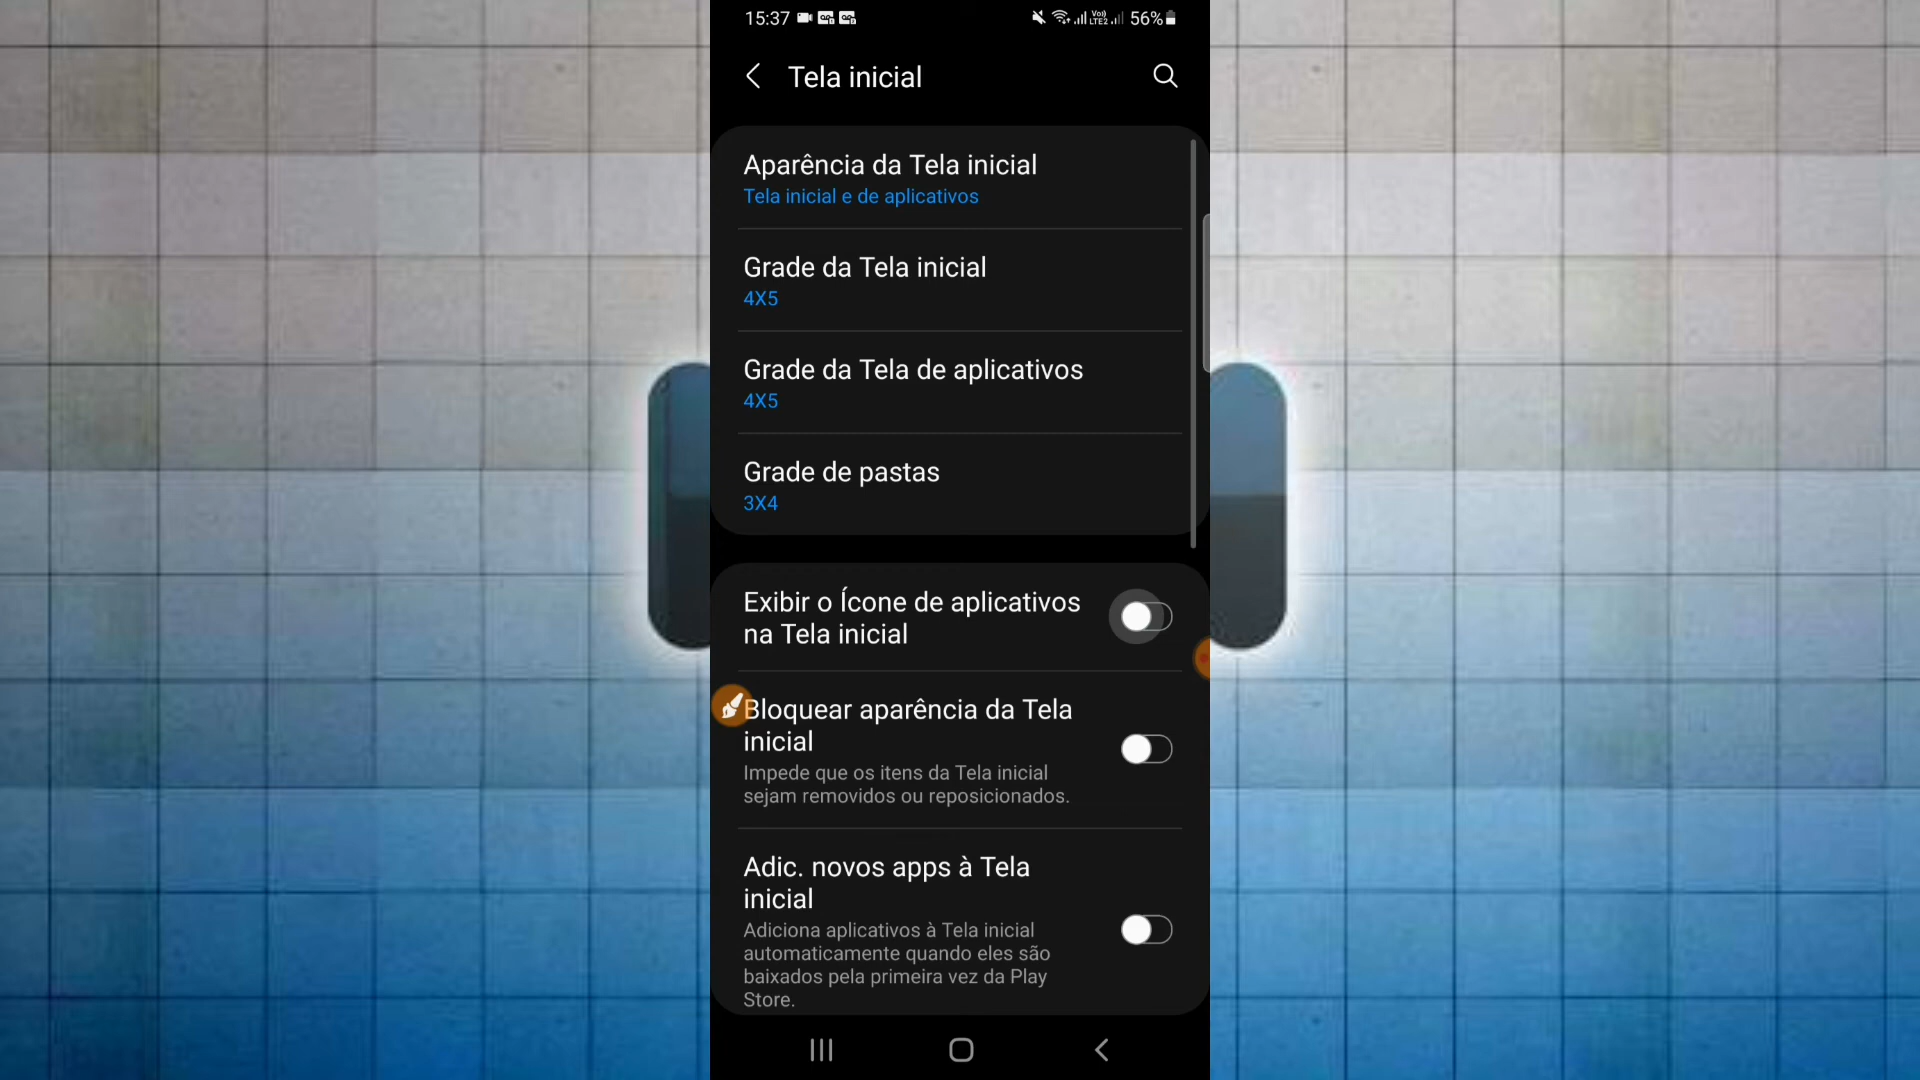 15:37
56%
Tela inicial
Aparência da Tela inicial
Tela inicial e de aplicativos
Grade da Tela inicial
4X5
Grade da Tela de aplicativos
4X5
Grade de pastas
3X4
Exibir o Ícone de aplicativos
na Tela inicial
Bloquear aparência da Tela
inicial
Impede que os itens da Tela inicial
sejam removidos ou reposicionados.
Adic. novos apps à Tela
inicial
Adiciona aplicativos à Tela inicial
automaticamente quando eles são
baixados pela primeira vez da Play
Store.